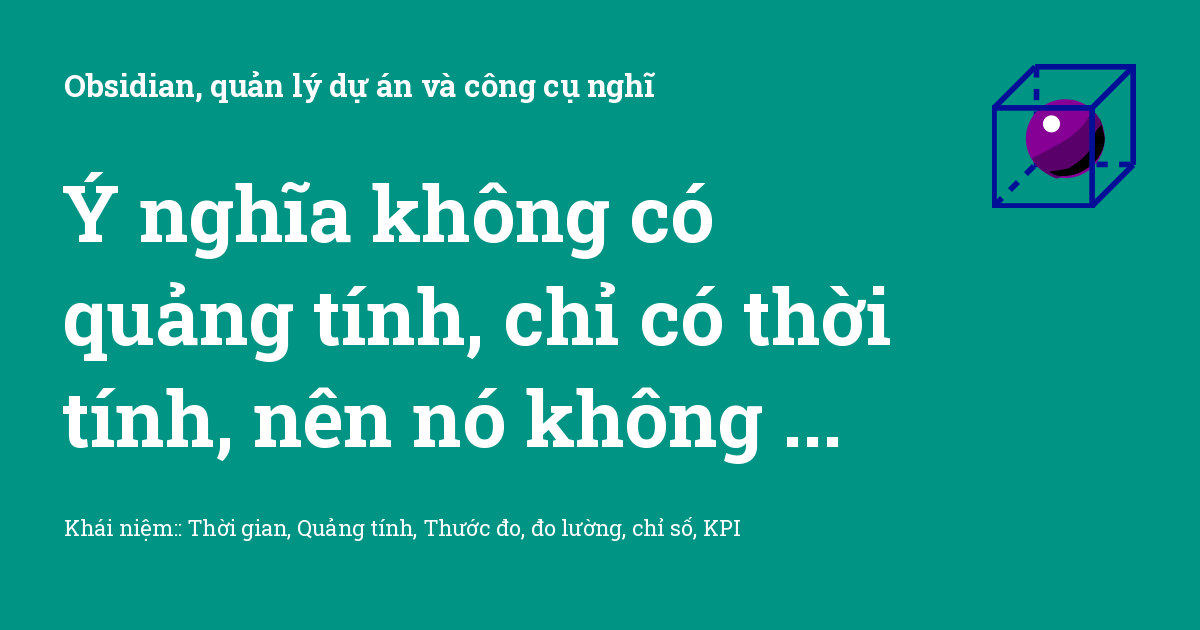 Obsidian, quản lý dự án và công cụ nghĩ
Ý nghĩa không có
quảng tính, chỉ có thời
tính, nên nó không ...
Khái niệm:: Thời gian, Quảng tính, Thước đo, đo lường, chỉ số, KPI